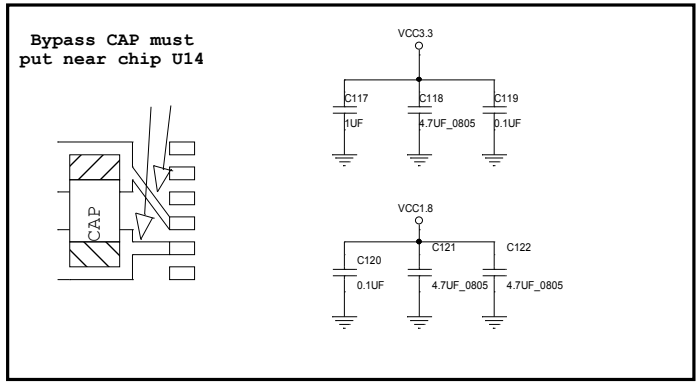 Bypass CAP must
put near chip U14
CAP
VCC3.3
C117 C118 C119
1UF 4.7UF_0805 0.1UF
VCC1.8
C120 C121 C122
0.1UF 4.7UF_0805 4.7UF_0805